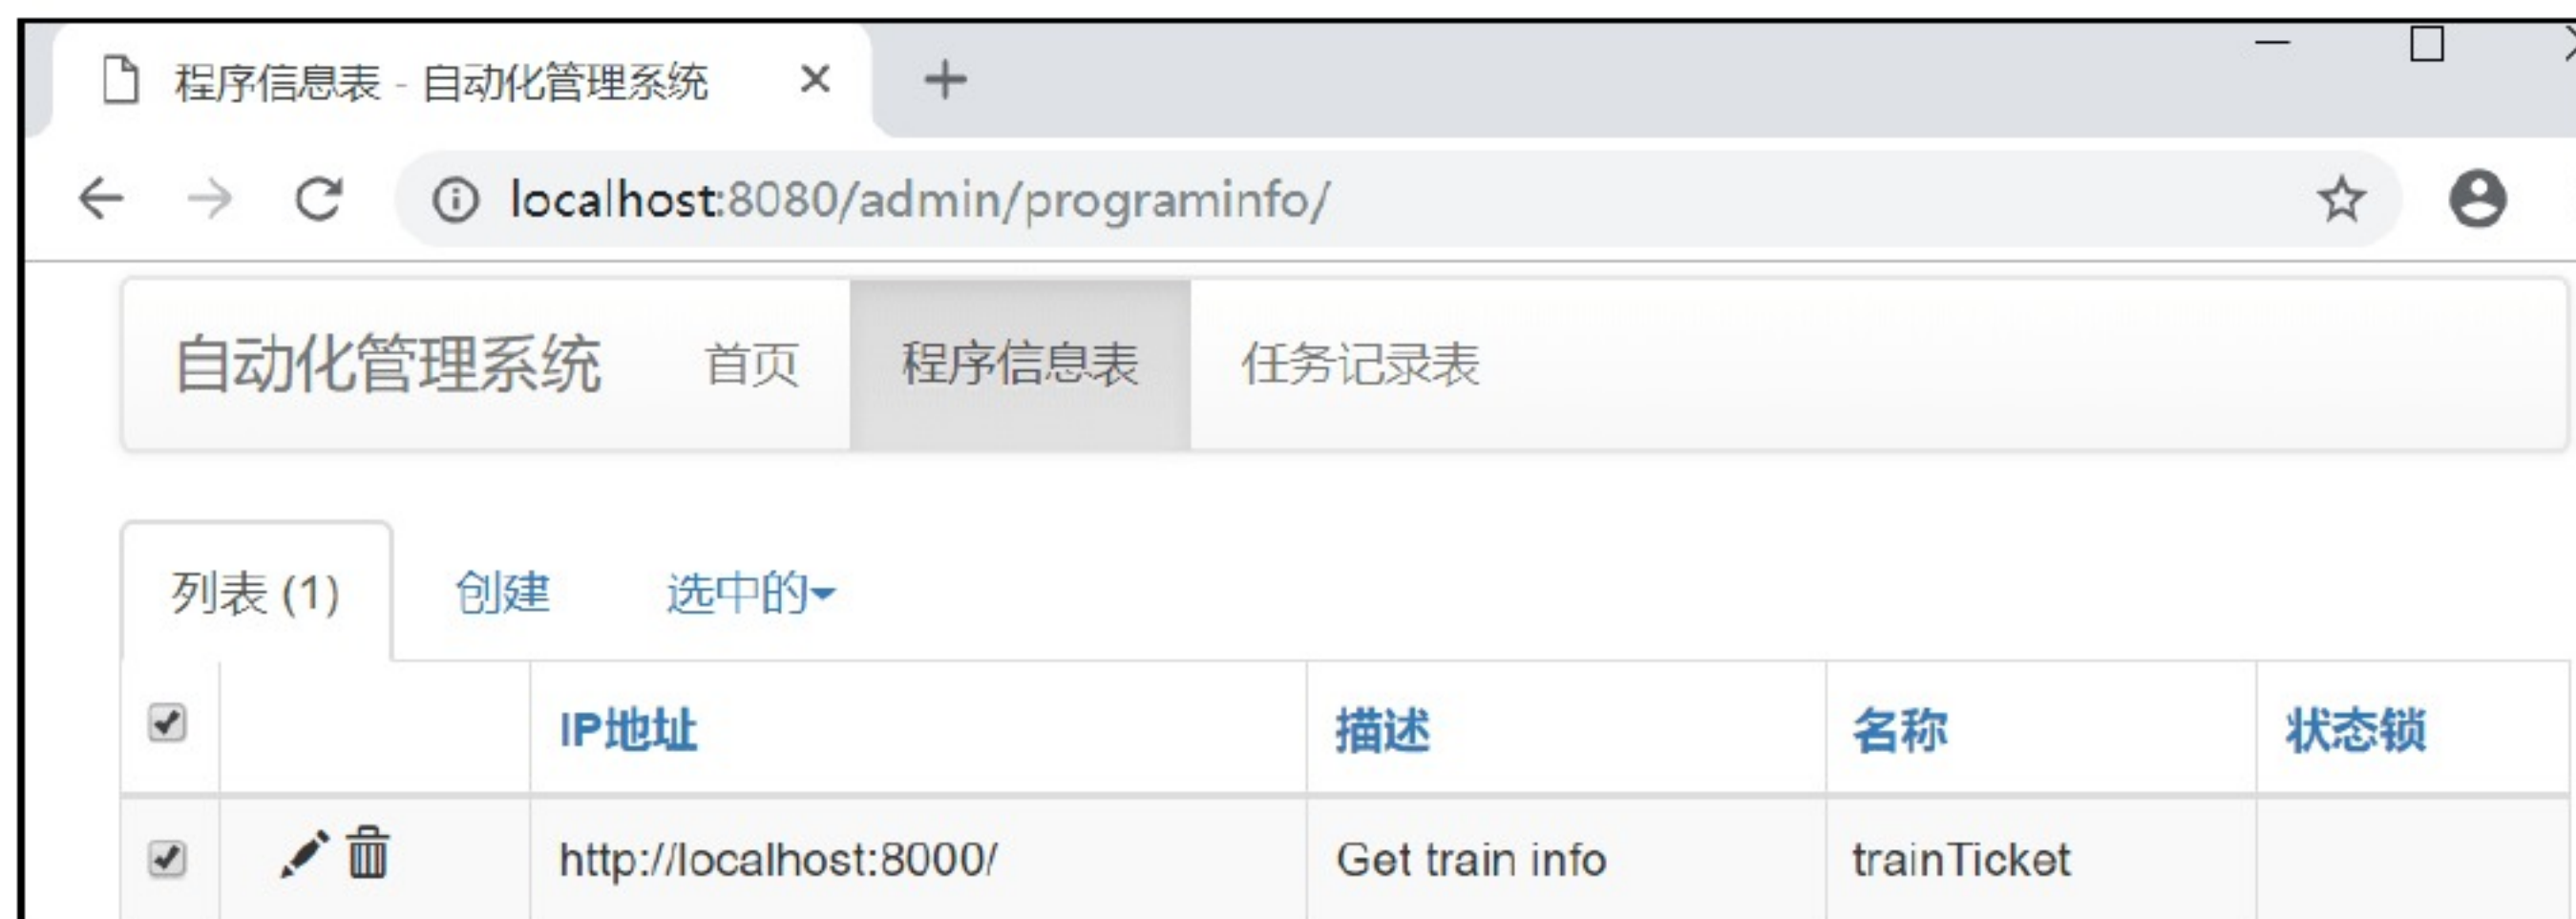 程序信息表 - 自动化管理系统
localhost:8080/admin/programinfo/
自动化管理系统 首页 程序信息表 任务记录表
列表 (1) 创建 选中的
IP地址 描述 名称 状态锁
http://localhost:8000/ Get train info trainTicket